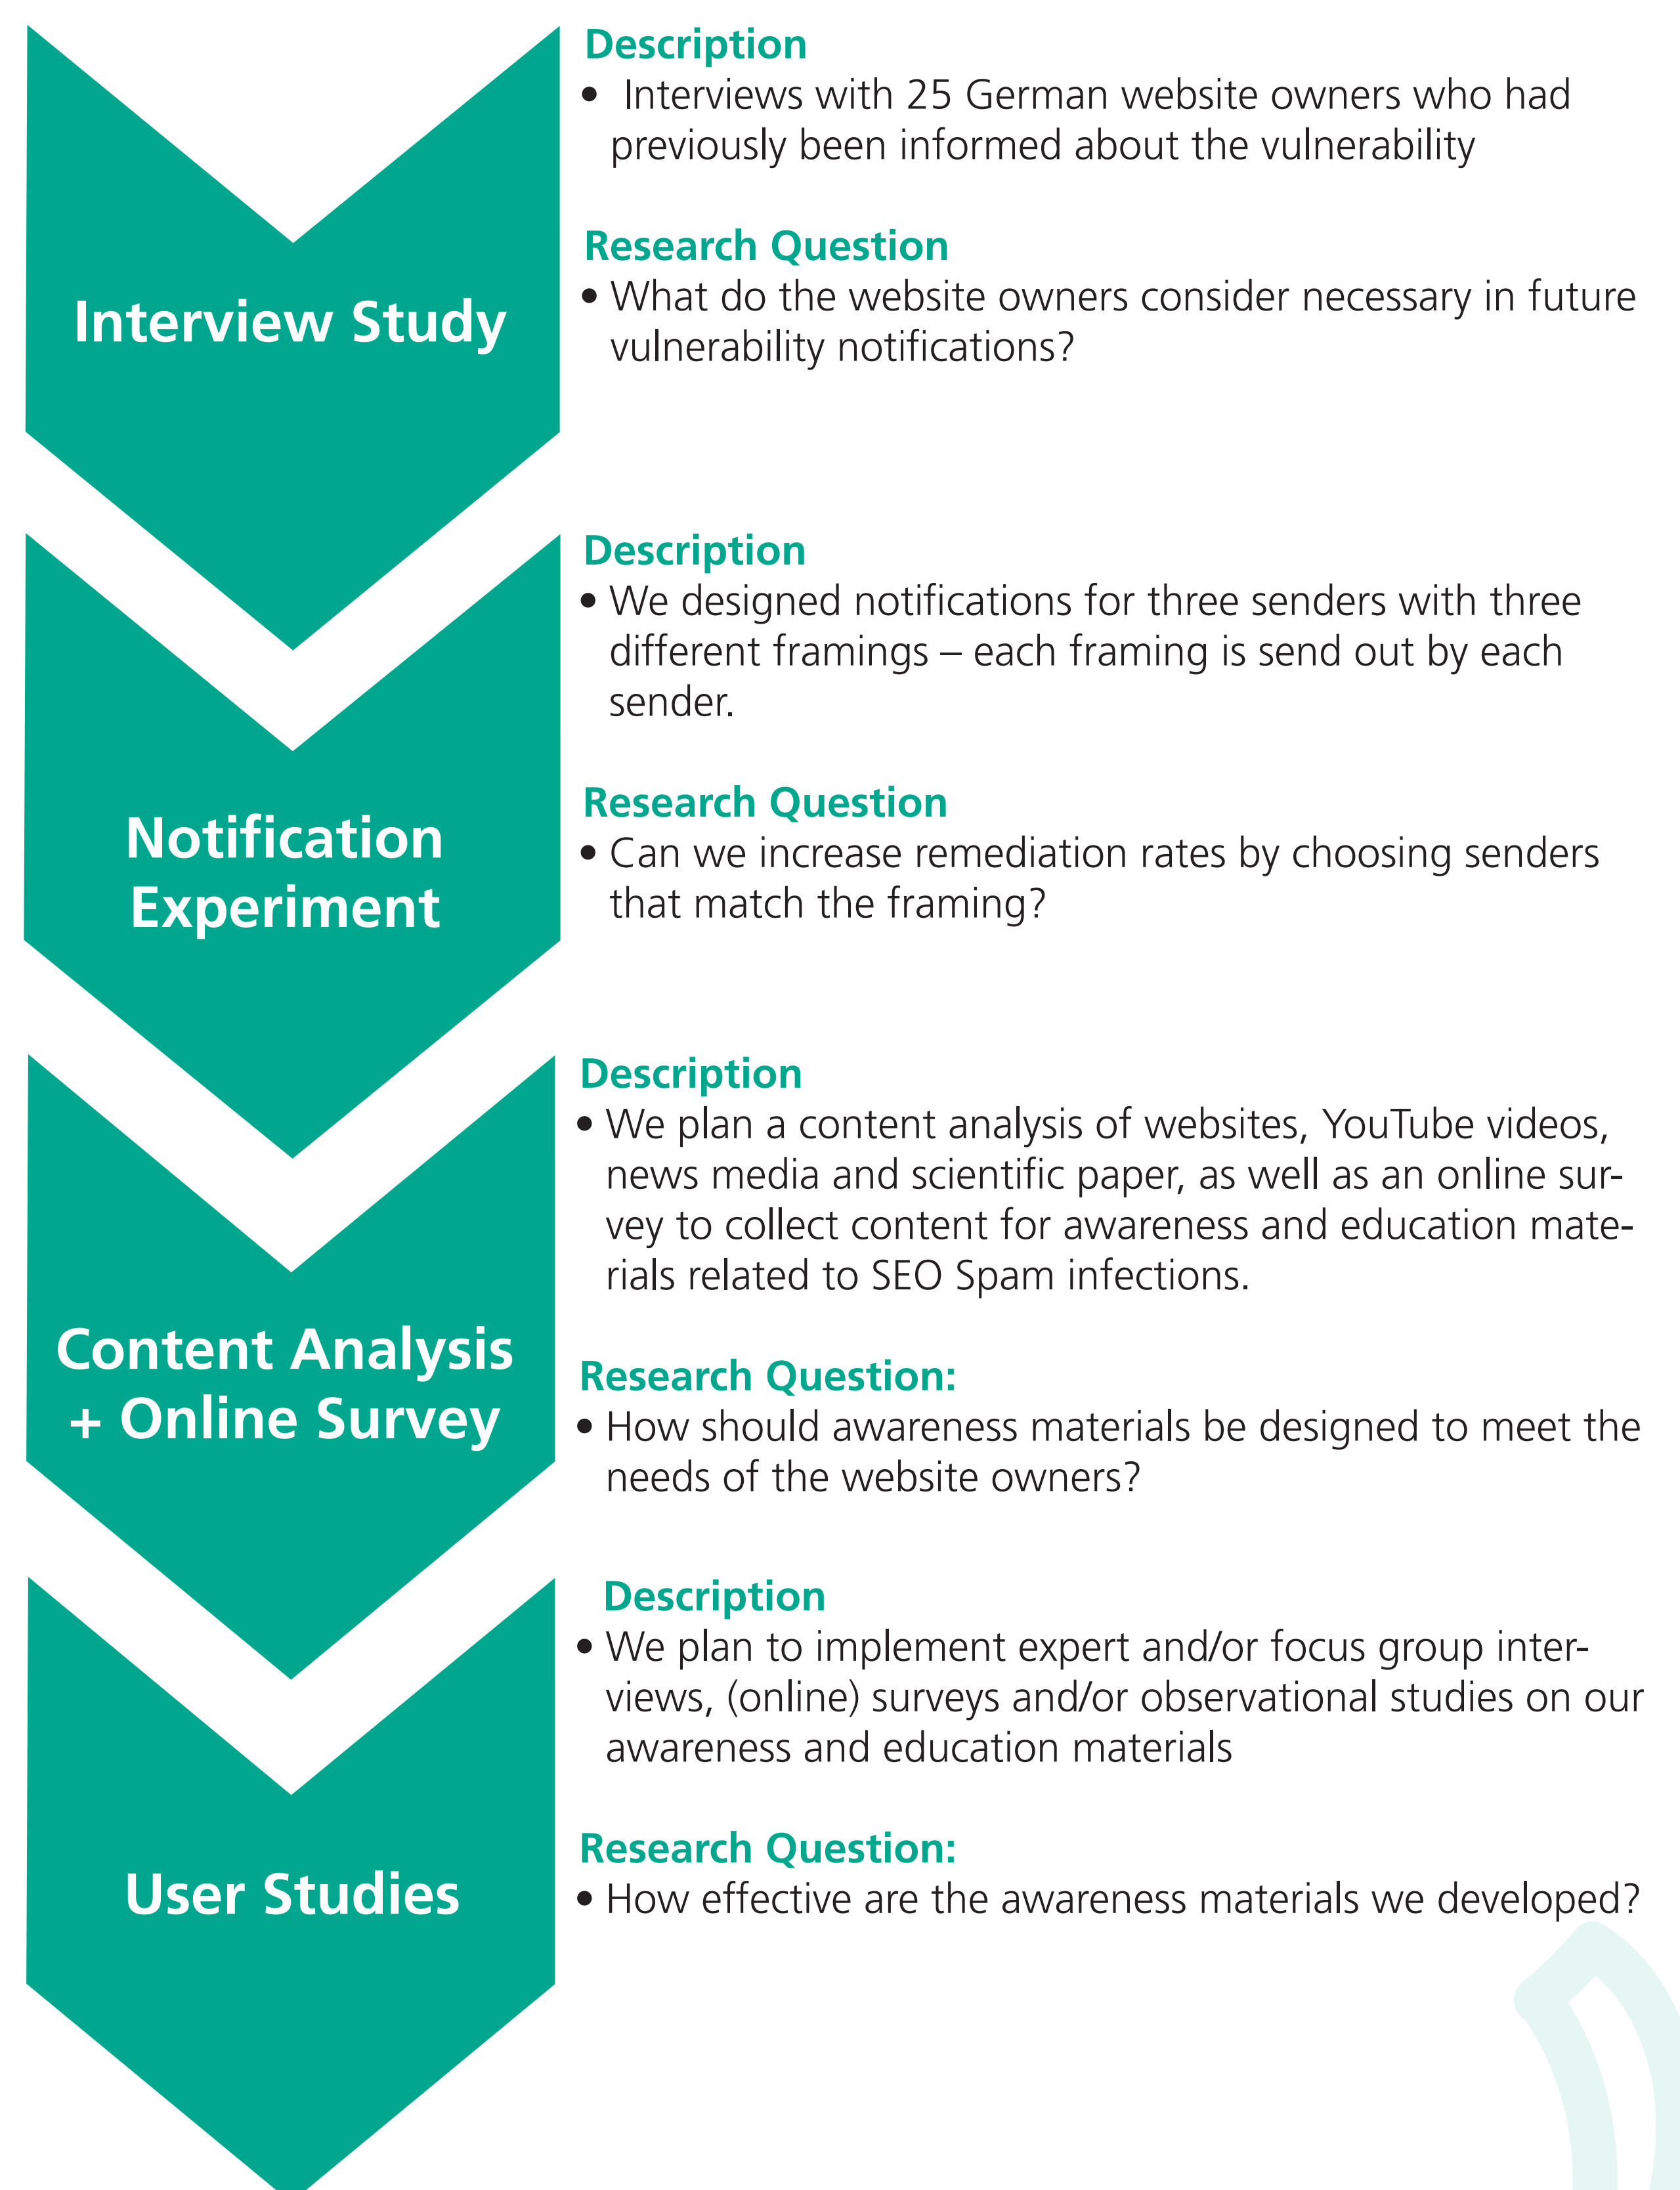 Description
• Interviews with 25 German website owners who had
previously been informed about the vulnerability
Research Question
• What do the website owners consider necessary in future
vulnerability notifications?
Interview Study
Description
• We designed notifications for three senders with three
different framings – each framing is send out by each
sender.
Research Question
• Can we increase remediation rates by choosing senders
that match the framing?
Notification
Experiment
Description
• We plan a content analysis of websites, YouTube videos,
news media and scientific paper, as well as an online sur-
vey to collect content for awareness and education mate-
rials related to SEO Spam infections.
Research Question:
• How should awareness materials be designed to meet the
needs of the website owners?
Content Analysis
+ Online Survey
Description
• We plan to implement expert and/or focus group inter-
views, (online) surveys and/or observational studies on our
awareness and education materials
Research Question:
• How effective are the awareness materials we developed?
User Studies